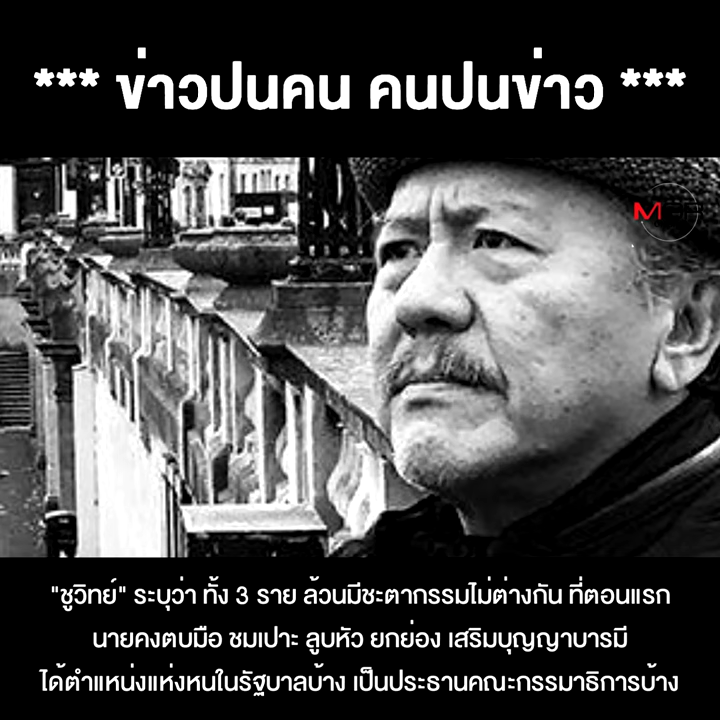 *** ข่าวปนคน คนปนข่าว ***
M
"ชูวิทย์" ระบุว่า ทั้ง 3 ราย ล้วนมีชะตากรรมไม่ต่างกัน ที่ตอนแรก
นายคงตบมือ ชมเปาะ ลูบหัว ยกย่อง เสริมบุญญาบารมี
ได้ตำแหน่งแห่งหนในรัฐบาลบ้าง เป็นประธานคณะกรรมาธิการบ้าง